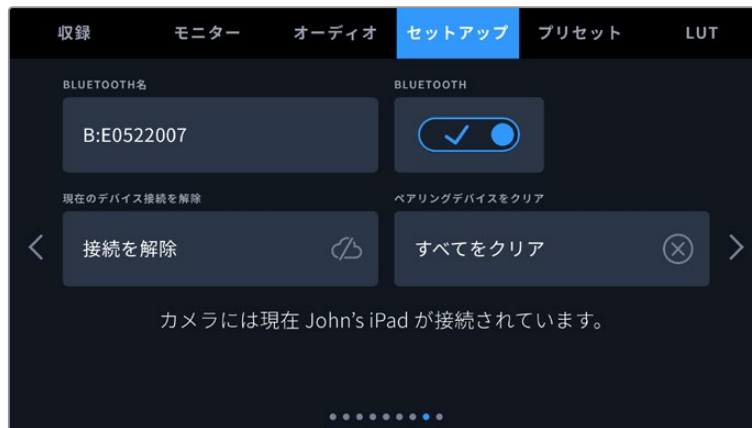 収録 モニター オーディオ セットアップ プリセット LUT
BLUETOOTH名 BLUETOOTH
B:E0522007
現在のデバイス接続を解除 ペアリングデバイスをクリア
接続を解除 すべてをクリア
カメラには現在 John’s iPad が接続されています。